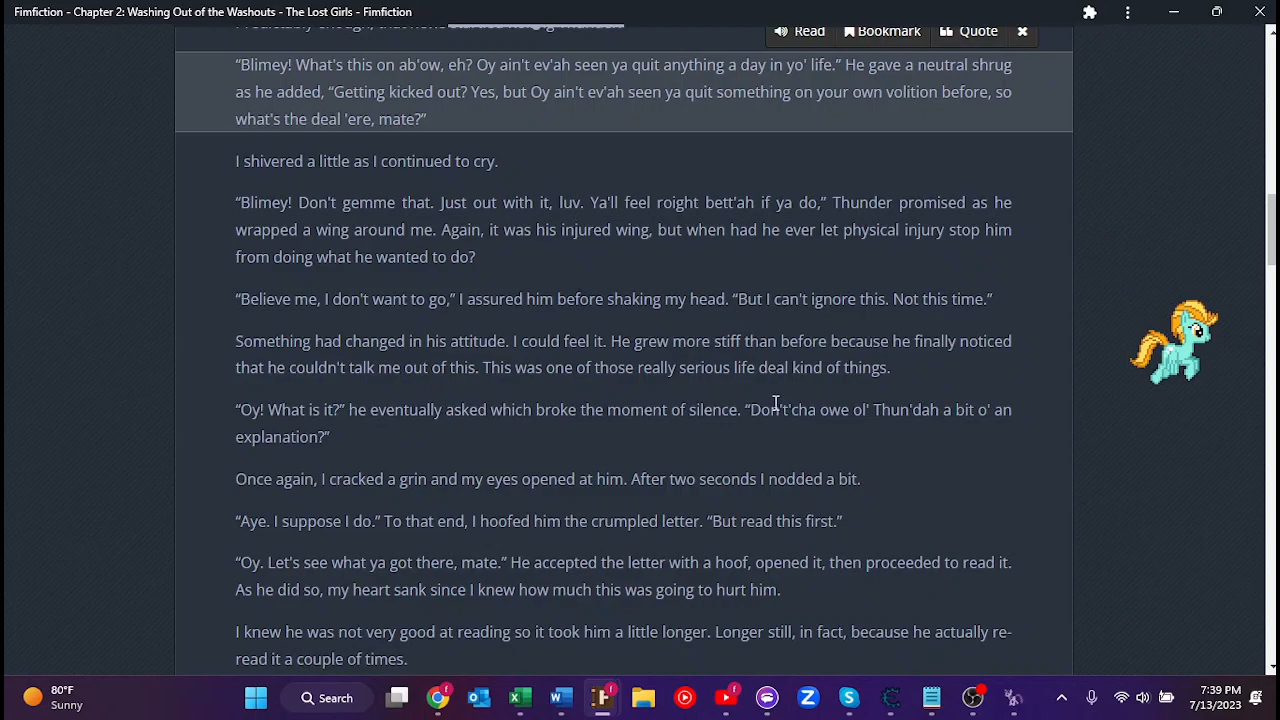 Fimfiction - Chapter 2: Washing Out of the Washouts - The Lost Girls - Fimfiction
Read Bookmark Quote
“Blimey! What's this on ab'ow, eh? Oy ain't ev'ah seen ya quit anything a day in yo' life.” He gave a neutral shrug
as he added, “Getting kicked out? Yes, but Oy ain't ev'ah seen ya quit something on your own volition before, so
what's the deal 'ere, mate?”
I shivered a little as I continued to cry.
“Blimey! Don't gemme that. Just out with it, luv. Ya'll feel roight bett'ah if ya do,” Thunder promised as he
wrapped a wing around me. Again, it was his injured wing, but when had he ever let physical injury stop him
from doing what he wanted to do?
“Believe me, I don't want to go,” I assured him before shaking my head. “But I can't ignore this. Not this time.”
Something had changed in his attitude. I could feel it. He grew more stiff than before because he finally noticed
that he couldn't talk me out of this. This was one of those really serious life deal kind of things.
“Oy! What is it?” he eventually asked which broke the moment of silence. “Don't'cha owe ol' Thun'dah a bit o' an
explanation?”
Once again, I cracked a grin and my eyes opened at him. After two seconds I nodded a bit.
“Aye. I suppose I do.” To that end, I hoofed him the crumpled letter. “But read this first.”
“Oy. Let's see what ya got there, mate.” He accepted the letter with a hoof, opened it, then proceeded to read it.
As he did so, my heart sank since I knew how much this was going to hurt him.
I knew he was not very good at reading so it took him a little longer. Longer still, in fact, because he actually re-
read it a couple of times.
80°F
Sunny
Search
7:39 PM
7/13/2023